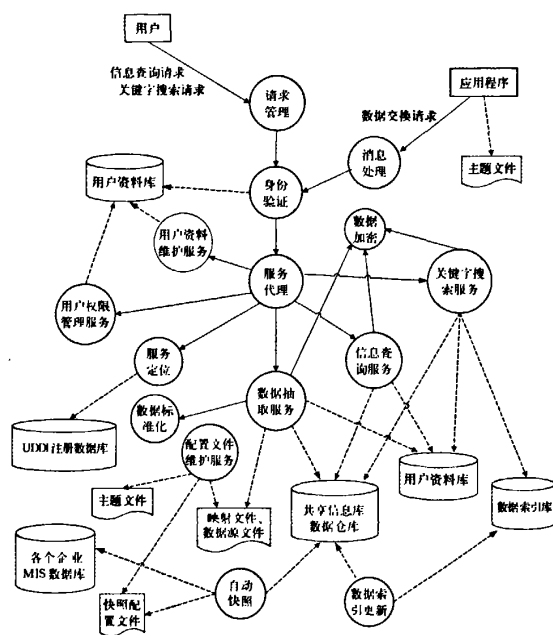 用户
信息查询请求
关键字搜索请求
请求
管理
应用程序
数据交换请求
消息
处理
主题文件
用户资料库
身份
验证
用户资料
维护服务
数据
加密
服务
代理
关键字搜
索服务
用户权限
管理服务
服务
定位
信息查
询服务
数据标
准化
数据抽
取服务
UDDI注册数据库
配置文件
维护服务
用户资料库
数据索引库
主题文件
映射文件、
数据源文件
共享信息库
数据仓库
各个企业
MIS数据库
快照配
置文件
自动
快照
数据索
引更新